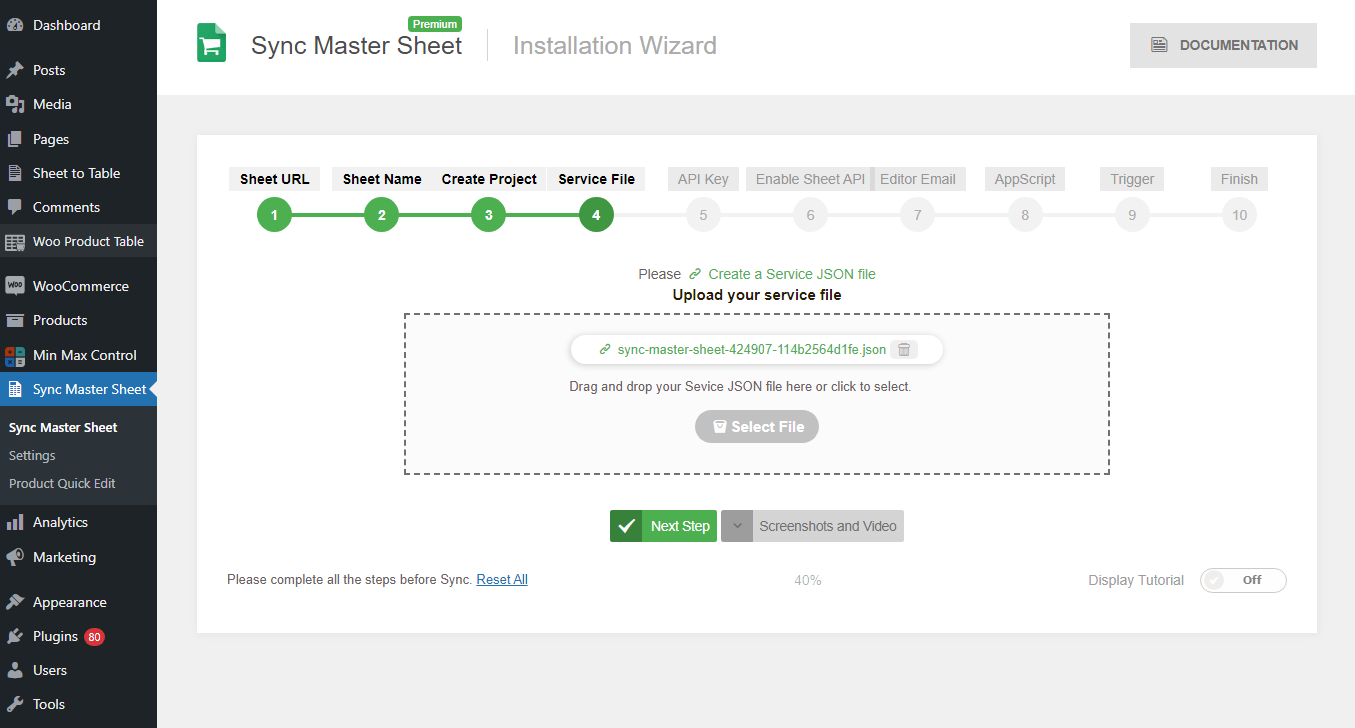 Dashboard
Posts
Media
Pages
Sheet to Table
Comments
Woo Product Table
WooCommerce
Products
Min Max Control
Sync Master Sheet
Sync Master Sheet
Settings
Product Quick Edit
Analytics
Marketing
Appearance
Plugins 80
Users
Tools
Premium
Sync Master Sheet
Installation Wizard
DOCUMENTATION
Sheet URL Sheet Name Create Project Service File API Key Enable Sheet API Editor Email AppScript Trigger Finish
1 2 3 4 5 6 7 8 9 10
Please Create a Service JSON file
Upload your service file
sync-master-sheet-424907-114b2564d1fe.json
Drag and drop your Sevice JSON file here or click to select.
Select File
Next Step Screenshots and Video
Please complete all the steps before Sync. Reset All 40% Display Tutorial Off